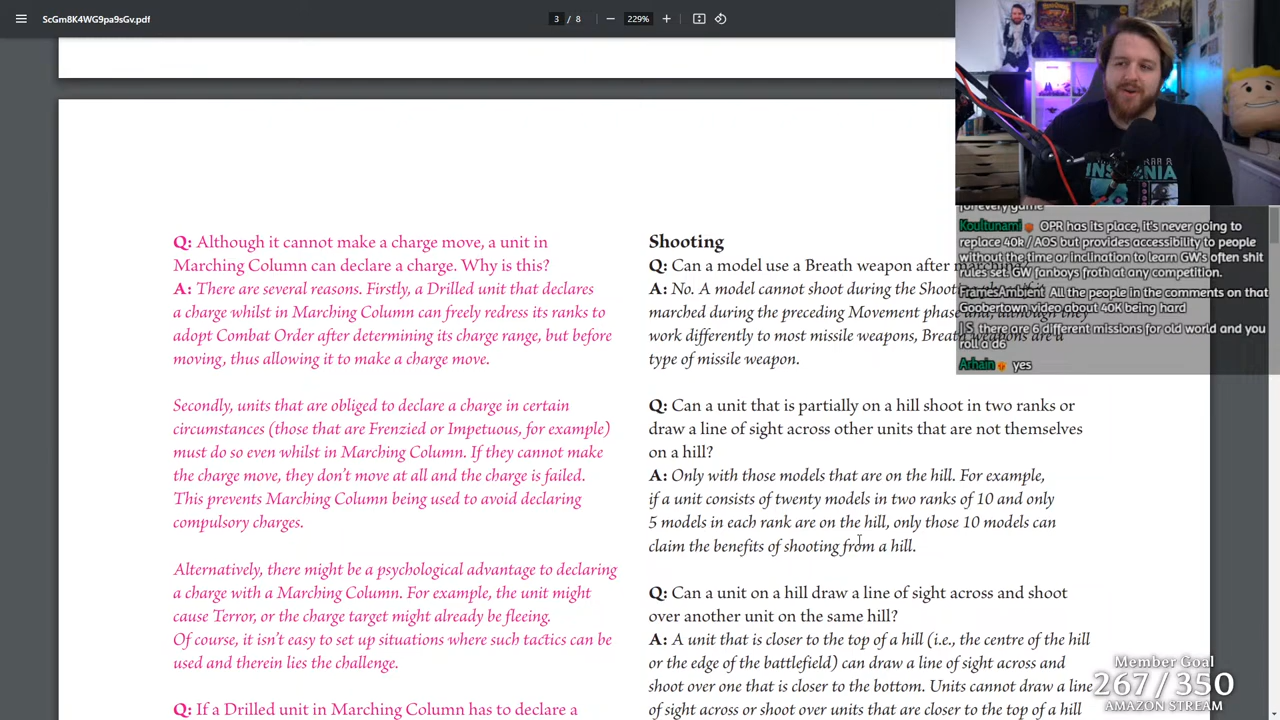 ScGm8K4WG9pa9sGv.pdf
3 / 8
229%
Q: Although it cannot make a charge move, a unit in
Marching Column can declare a charge. Why is this?
A: There are several reasons. Firstly, a Drilled unit that declares
a charge whilst in Marching Column can freely redress its ranks to
adopt Combat Order after determining its charge range, but before
moving, thus allowing it to make a charge move.
Secondly, units that are obliged to declare a charge in certain
circumstances (those that are Frenzied or Impetuous, for example)
must do so even whilst in Marching Column. If they cannot make
the charge move, they don't move at all and the charge is failed.
This prevents Marching Column being used to avoid declaring
compulsory charges.
Alternatively, there might be a psychological advantage to declaring
a charge with a Marching Column. For example, the unit might
cause Terror, or the charge target might already be fleeing.
Of course, it isn't easy to set up situations where such tactics can be
used and therein lies the challenge.
Q: If a Drilled unit in Marching Column has to declare a
Shooting
Q: Can a model use a Breath weapon after
A: No. A model cannot shoot during the Shoot
marched during the preceding Movement phase
work differently to most missile weapons, Breath weapons are a
type of missile weapon.
Q: Can a unit that is partially on a hill shoot in two ranks or
draw a line of sight across other units that are not themselves
on a hill?
A: Only with those models that are on the hill. For example,
if a unit consists of twenty models in two ranks of 10 and only
5 models in each rank are on the hill, only those 10 models can
claim the benefits of shooting from a hill.
Q: Can a unit on a hill draw a line of sight across and shoot
over another unit on the same hill?
A: A unit that is closer to the top of a hill (i.e., the centre of the hill
or the edge of the battlefield) can draw a line of sight across and
shoot over one that is closer to the bottom. Units cannot draw a line
of sight across or shoot over units that are closer to the top of a hill
INSOMNIA
for every game
Koultunami OPR has its place, it's never going to
replace 40k / AOS but provides accessibility to people
without the time or inclination to learn GW's often shit
rules set. GW fanboys froth at any competition.
FramesAmbient All the people in the comments on that
Goobertown video about 40K being hard
I S there are 6 different missions for old world and you
roll a d6
Arhain yes
Member Goal
267 / 350
AMAZON STREAM